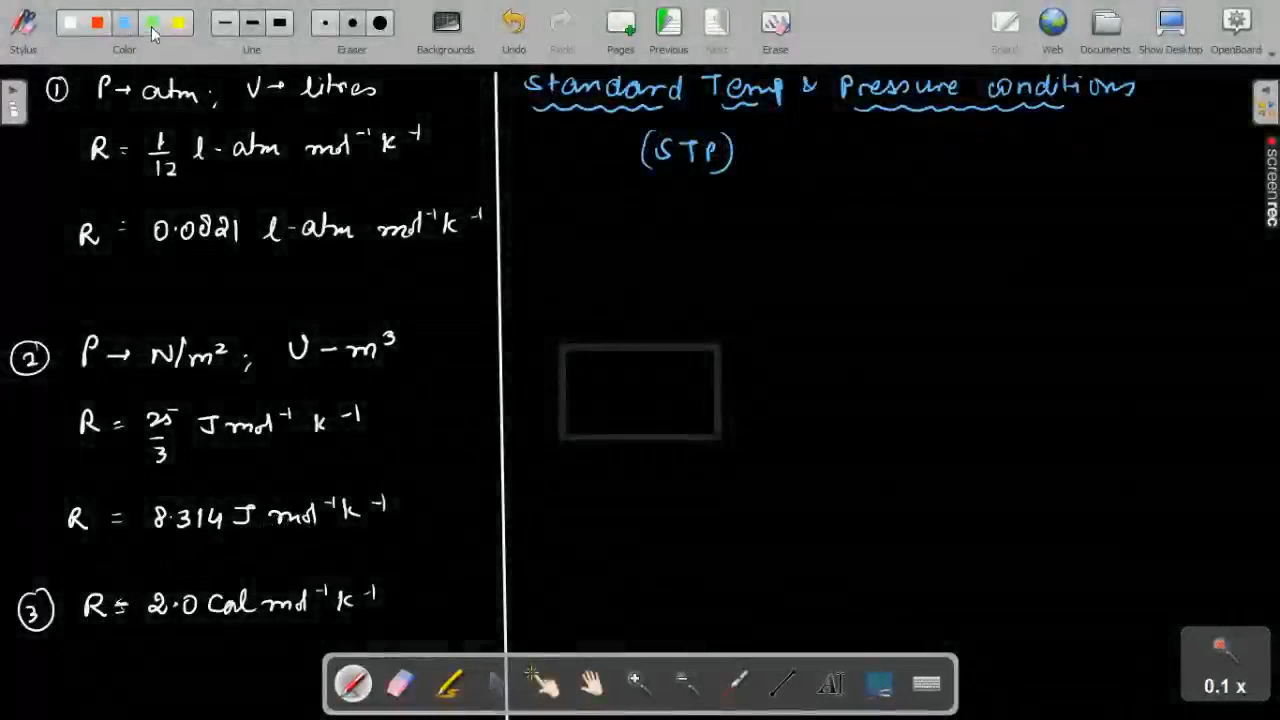 Stylus
Color
Line
Eraser
Backgrounds
Undo
Redo
Pages
Previous
Next
Erase
Board
Web
Documents
Show Desktop
OpenBoard
① P → atm; V → litres
R = 1/12 l-atm mol⁻¹ k⁻¹
R = 0.0821 l-atm mol⁻¹ k⁻¹
② P → N/m²; V - m³
R = 25/3 J mol⁻¹ k⁻¹
R = 8.314 J mol⁻¹ k⁻¹
③ R = 2.0 Cal mol⁻¹ k⁻¹
Standard Temp & Pressure conditions
(STP)
screenrec
0.1 x